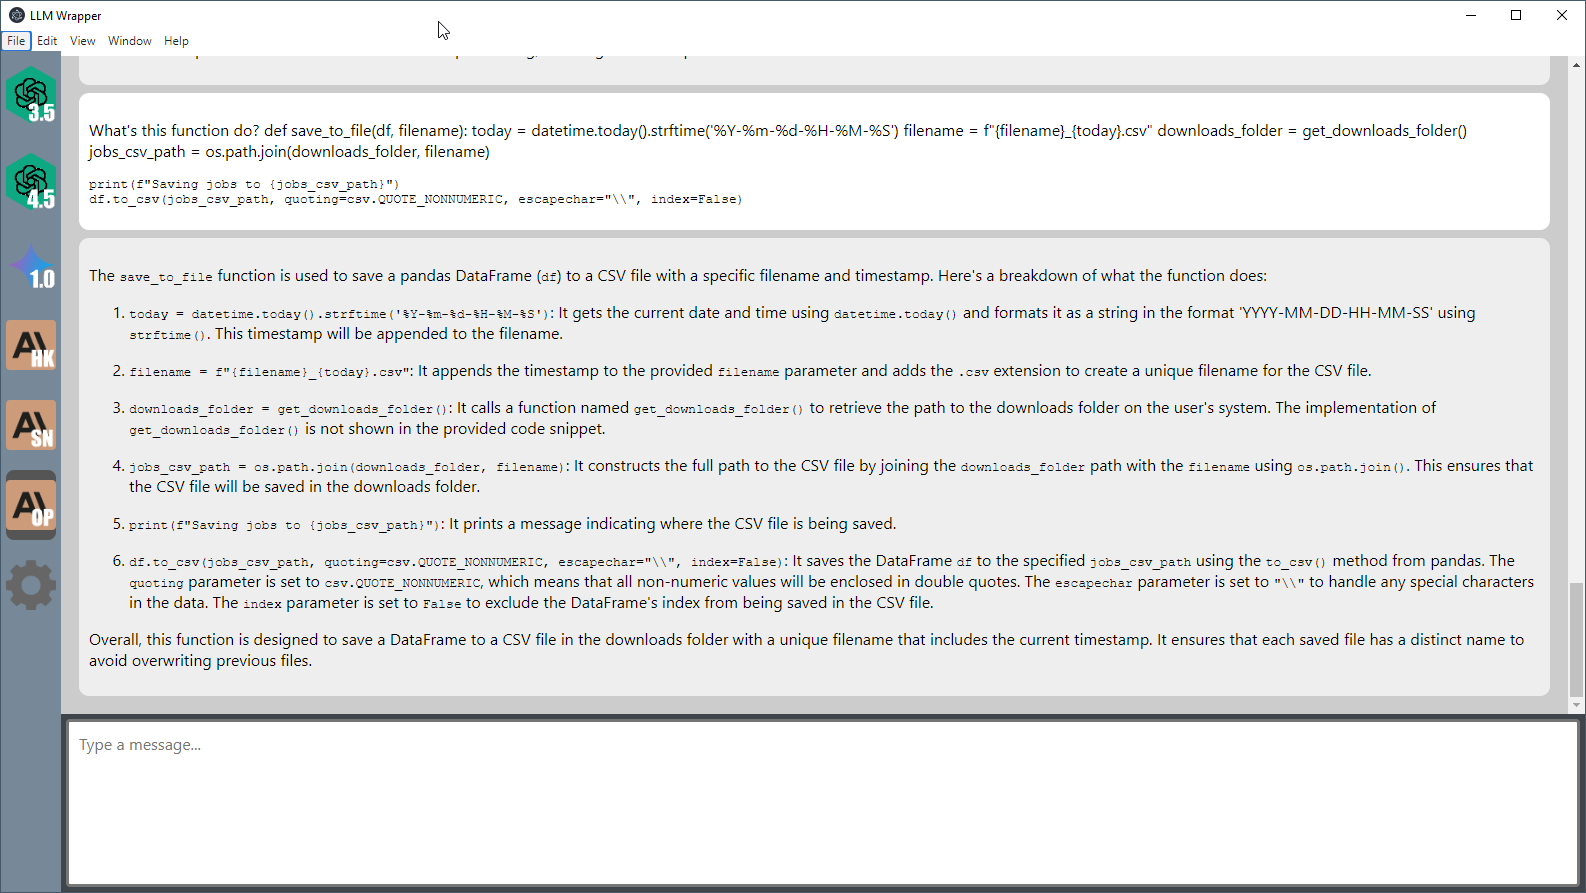 LLM Wrapper
File Edit View Window Help
3.5
4.5
1.0
HK
SN
OP
What's this function do? def save_to_file(df, filename): today = datetime.today().strftime('%Y-%m-%d-%H-%M-%S') filename = f"{filename}_{today}.csv" downloads_folder = get_downloads_folder()
jobs_csv_path = os.path.join(downloads_folder, filename)
print(f"Saving jobs to {jobs_csv_path}")
df.to_csv(jobs_csv_path, quoting=csv.QUOTE_NONNUMERIC, escapechar="\\", index=False)
The save_to_file function is used to save a pandas DataFrame (df) to a CSV file with a specific filename and timestamp. Here's a breakdown of what the function does:
1. today = datetime.today().strftime('%Y-%m-%d-%H-%M-%S'): It gets the current date and time using datetime.today() and formats it as a string in the format 'YYYY-MM-DD-HH-MM-SS' using
strftime(). This timestamp will be appended to the filename.
2. filename = f"{filename}_{today}.csv": It appends the timestamp to the provided filename parameter and adds the .csv extension to create a unique filename for the CSV file.
3. downloads_folder = get_downloads_folder(): It calls a function named get_downloads_folder() to retrieve the path to the downloads folder on the user's system. The implementation of
get_downloads_folder() is not shown in the provided code snippet.
4. jobs_csv_path = os.path.join(downloads_folder, filename): It constructs the full path to the CSV file by joining the downloads_folder path with the filename using os.path.join(). This ensures that
the CSV file will be saved in the downloads folder.
5. print(f"Saving jobs to {jobs_csv_path}"): It prints a message indicating where the CSV file is being saved.
6. df.to_csv(jobs_csv_path, quoting=csv.QUOTE_NONNUMERIC, escapechar="\\", index=False): It saves the DataFrame df to the specified jobs_csv_path using the to_csv() method from pandas. The
quoting parameter is set to csv.QUOTE_NONNUMERIC, which means that all non-numeric values will be enclosed in double quotes. The escapechar parameter is set to "\\" to handle any special characters
in the data. The index parameter is set to False to exclude the DataFrame's index from being saved in the CSV file.
Overall, this function is designed to save a DataFrame to a CSV file in the downloads folder with a unique filename that includes the current timestamp. It ensures that each saved file has a distinct name to
avoid overwriting previous files.
Type a message...